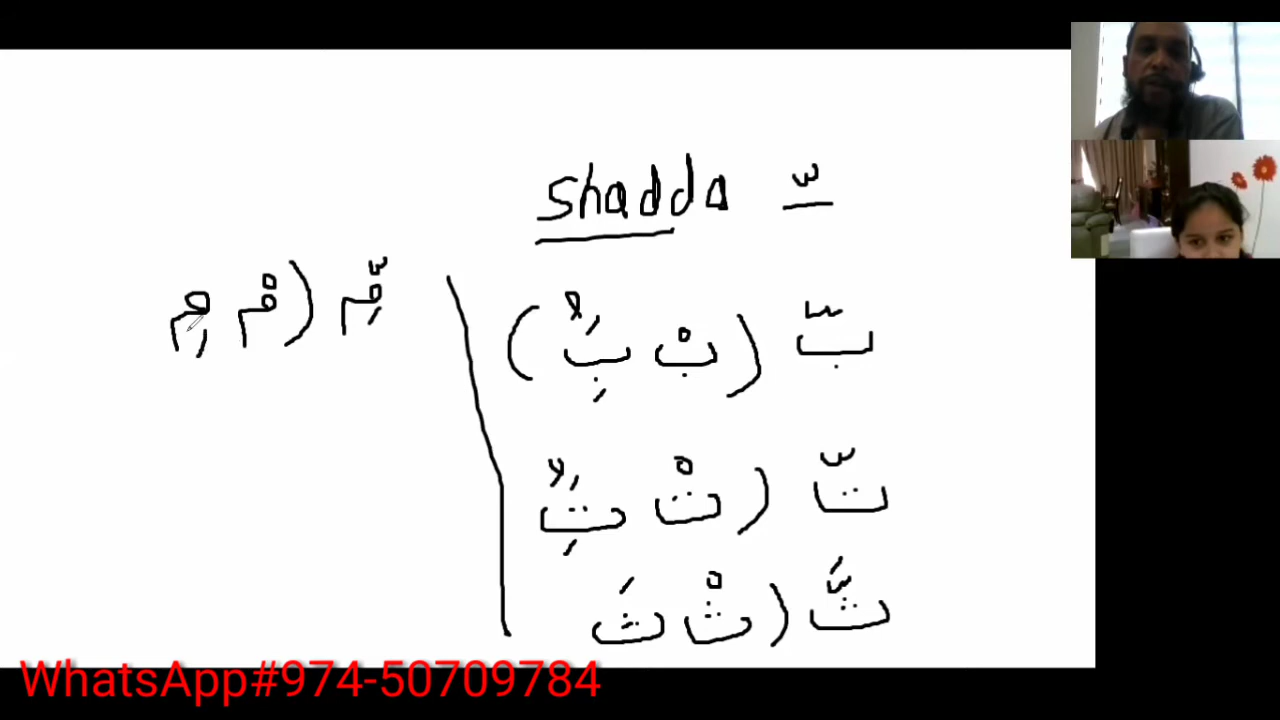 shadda ّ
بّ ( بْ بِ )
تّ ( تْ تِ
ثَّ ( ثْ ثَ
مِّ ( مْ مِ
WhatsApp#974-50709784